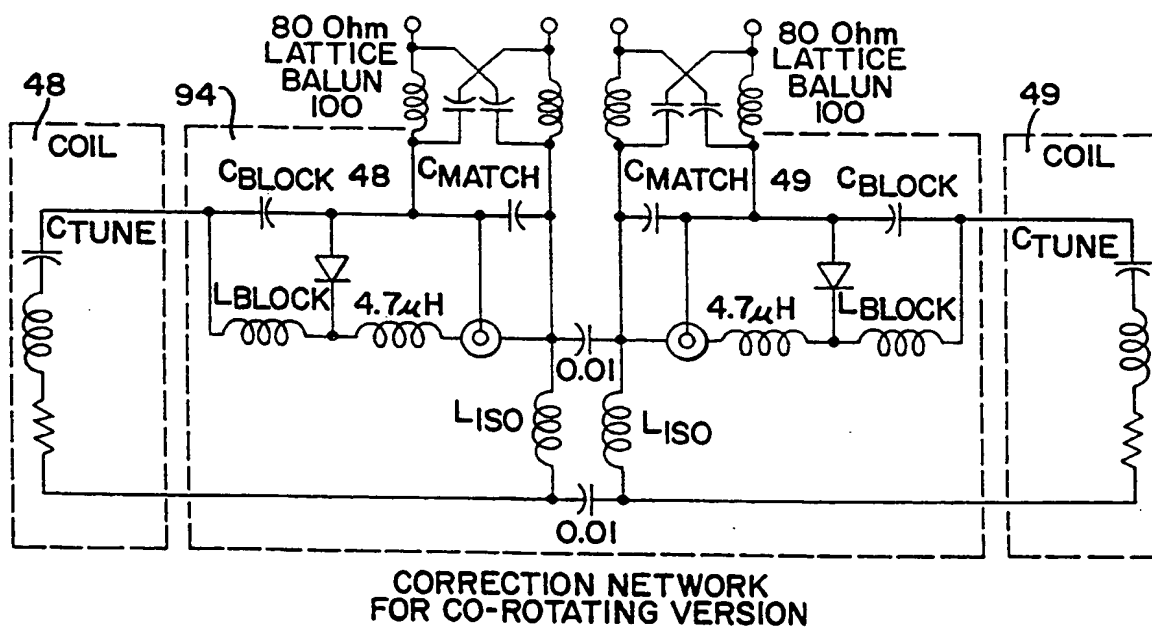 80 Ohm
LATTICE
BALUN
100
80 Ohm
LATTICE
BALUN
100
48
94
49
COIL
COIL
CBLOCK 48
CMATCH
CMATCH 49
CBLOCK
CTUNE
CTUNE
LBLOCK
4.7μH
4.7μH
LBLOCK
0.01
LISO
LISO
0.01
CORRECTION NETWORK
FOR CO-ROTATING VERSION